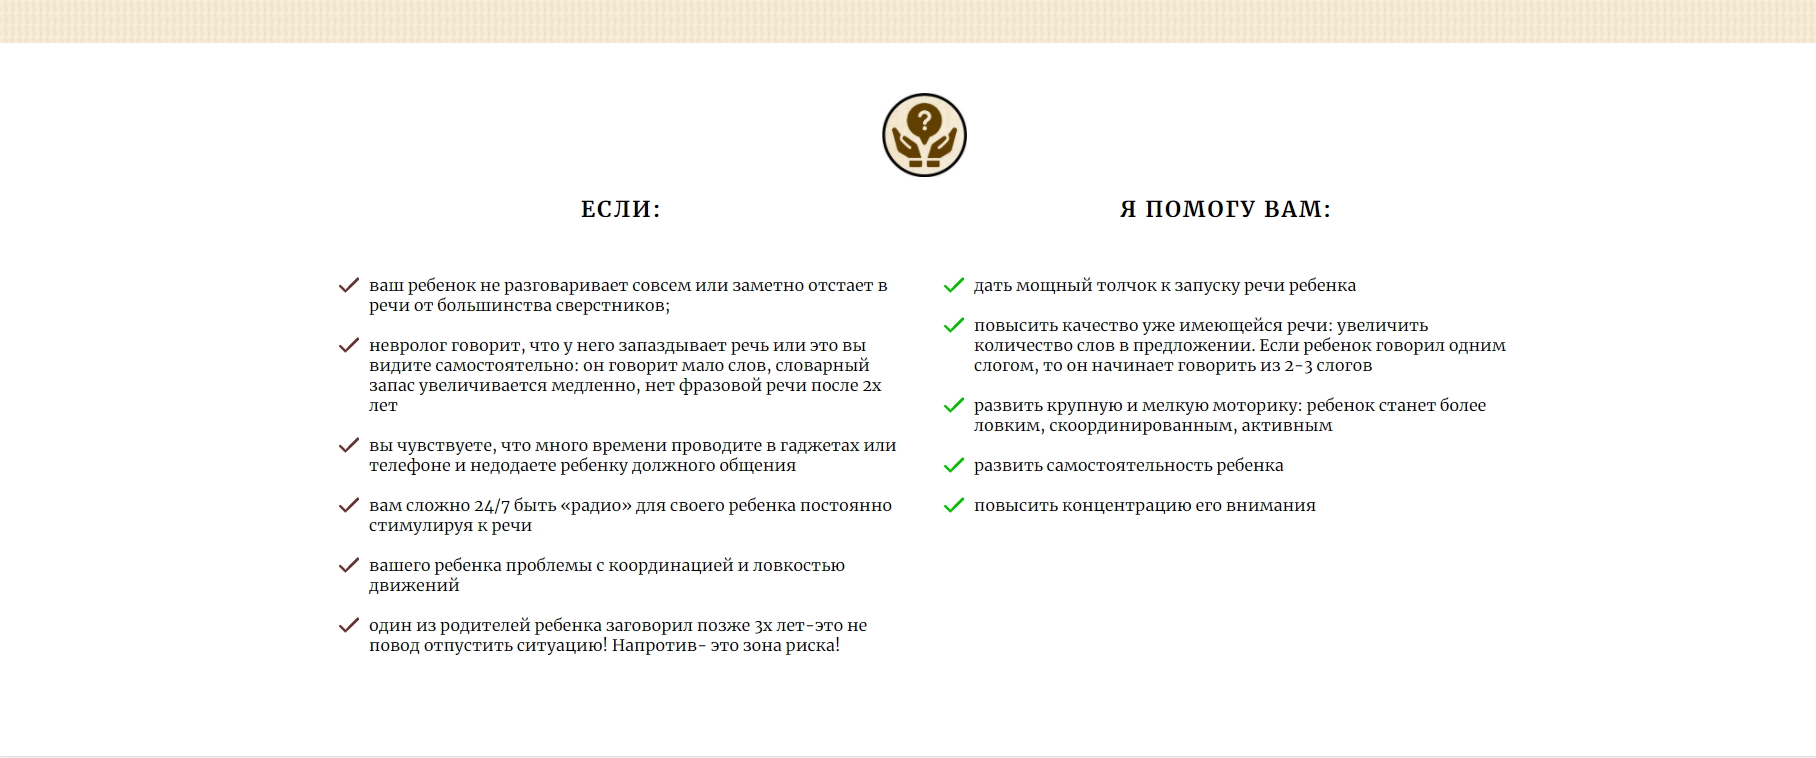 ?
ЕСЛИ:
ваш ребенок не разговаривает совсем или заметно отстает в
речи от большинства сверстников;
невролог говорит, что у него запаздывает речь или это вы
видите самостоятельно: он говорит мало слов, словарный
запас увеличивается медленно, нет фразовой речи после 2х
лет
вы чувствуете, что много времени проводите в гаджетах или
телефоне и недодаете ребенку должного общения
вам сложно 24/7 быть «радио» для своего ребенка постоянно
стимулируя к речи
вашего ребенка проблемы с координацией и ловкостью
движений
один из родителей ребенка заговорил позже 3х лет-это не
повод отпустить ситуацию! Напротив- это зона риска!
Я ПОМОГУ ВАМ:
дать мощный толчок к запуску речи ребенка
повысить качество уже имеющейся речи: увеличить
количество слов в предложении. Если ребенок говорил одним
слогом, то он начинает говорить из 2-3 слогов
развить крупную и мелкую моторику: ребенок станет более
ловким, скоординированным, активным
развить самостоятельность ребенка
повысить концентрацию его внимания